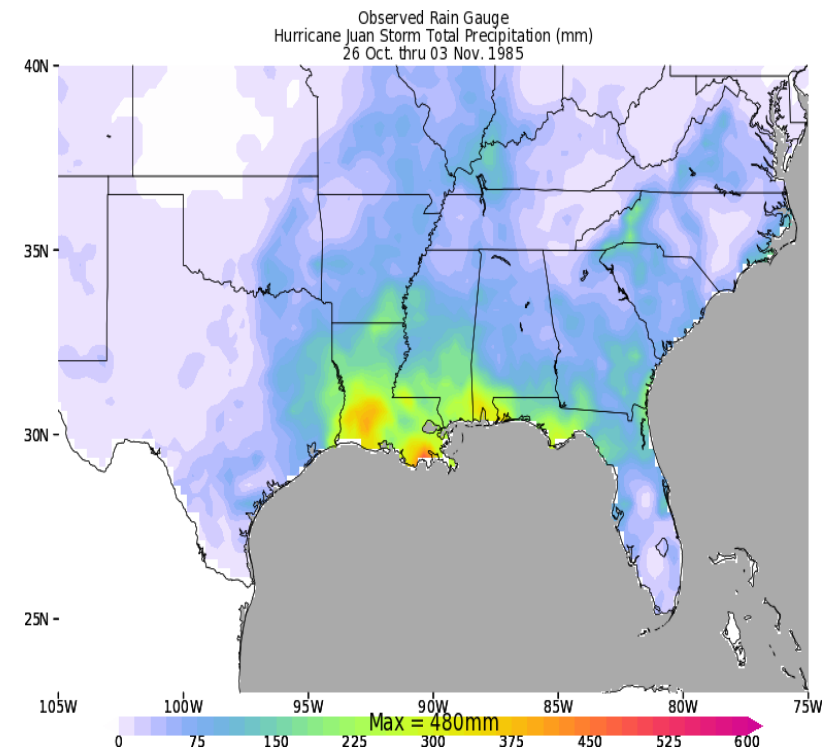 Observed Rain Gauge
Hurricane Juan Storm Total Precipitation (mm)
26 Oct. thru 03 Nov. 1985
40N
35N
30N
25N
105W 100W 95W 90W 85W 80W 75W
Max = 480mm
0 75 150 225 300 375 450 525 600